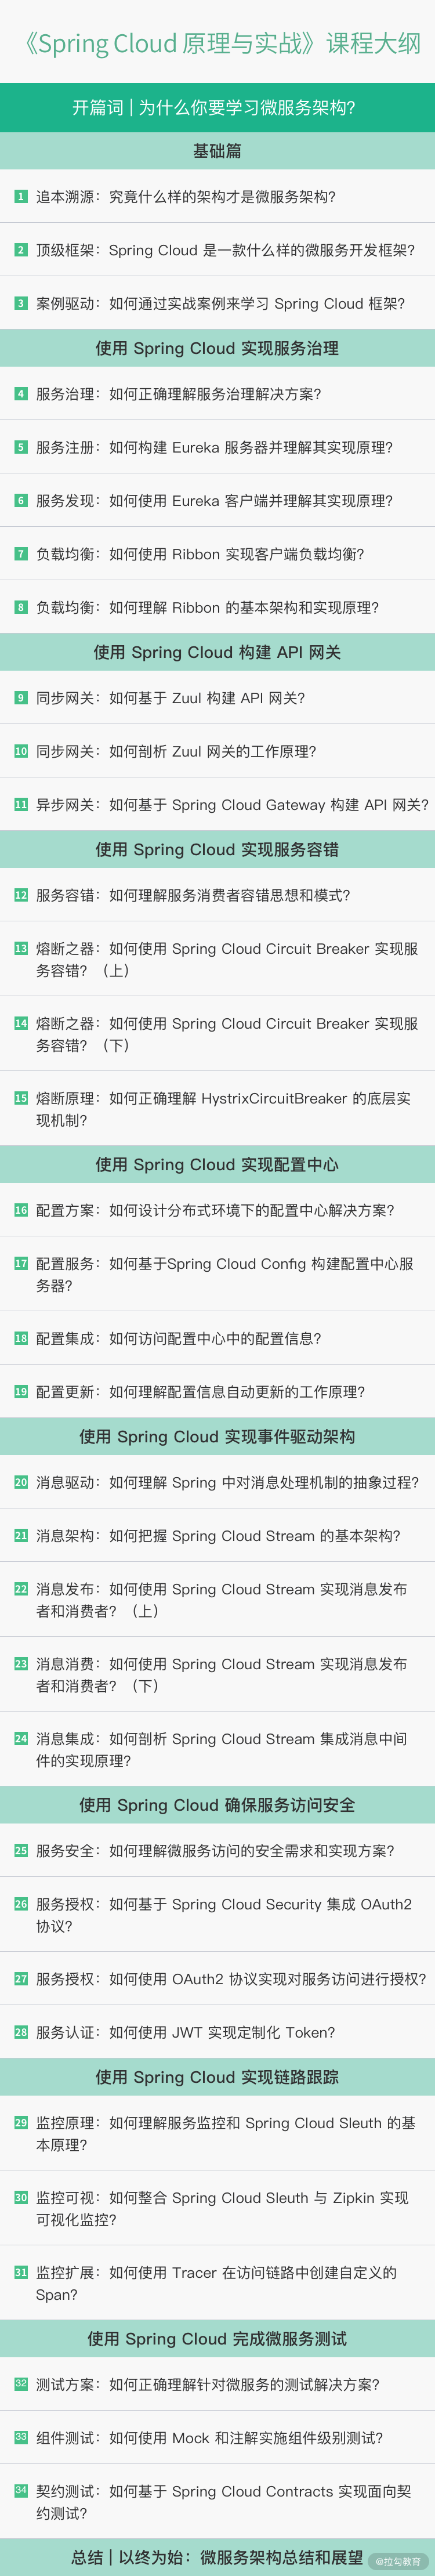 《Spring Cloud 原理与实战》课程大纲
开篇词 | 为什么你要学习微服务架构？
基础篇
1 追本溯源：究竟什么样的架构才是微服务架构？
2 顶级框架：Spring Cloud 是一款什么样的微服务开发框架？
3 案例驱动：如何通过实战案例来学习 Spring Cloud 框架？
使用 Spring Cloud 实现服务治理
4 服务治理：如何正确理解服务治理解决方案？
5 服务注册：如何构建 Eureka 服务器并理解其实现原理？
6 服务发现：如何使用 Eureka 客户端并理解其实现原理？
7 负载均衡：如何使用 Ribbon 实现客户端负载均衡？
8 负载均衡：如何理解 Ribbon 的基本架构和实现原理？
使用 Spring Cloud 构建 API 网关
9 同步网关：如何基于 Zuul 构建 API 网关？
10 同步网关：如何剖析 Zuul 网关的工作原理？
11 异步网关：如何基于 Spring Cloud Gateway 构建 API 网关？
使用 Spring Cloud 实现服务容错
12 服务容错：如何理解服务消费者容错思想和模式？
13 熔断之器：如何使用 Spring Cloud Circuit Breaker 实现服
务容错？（上）
14 熔断之器：如何使用 Spring Cloud Circuit Breaker 实现服
务容错？（下）
15 熔断原理：如何正确理解 HystrixCircuitBreaker 的底层实
现机制？
使用 Spring Cloud 实现配置中心
16 配置方案：如何设计分布式环境下的配置中心解决方案？
17 配置服务：如何基于Spring Cloud Config 构建配置中心服
务器？
18 配置集成：如何访问配置中心中的配置信息？
19 配置更新：如何理解配置信息自动更新的工作原理？
使用 Spring Cloud 实现事件驱动架构
20 消息驱动：如何理解 Spring 中对消息处理机制的抽象过程？
21 消息架构：如何把握 Spring Cloud Stream 的基本架构？
22 消息发布：如何使用 Spring Cloud Stream 实现消息发布
者和消费者？（上）
23 消息消费：如何使用 Spring Cloud Stream 实现消息发布
者和消费者？（下）
24 消息集成：如何剖析 Spring Cloud Stream 集成消息中间
件的实现原理？
使用 Spring Cloud 确保服务访问安全
25 服务安全：如何理解微服务访问的安全需求和实现方案？
26 服务授权：如何基于 Spring Cloud Security 集成 OAuth2
协议？
27 服务授权：如何使用 OAuth2 协议实现对服务访问进行授权？
28 服务认证：如何使用 JWT 实现定制化 Token？
使用 Spring Cloud 实现链路跟踪
29 监控原理：如何理解服务监控和 Spring Cloud Sleuth 的基
本原理？
30 监控可视：如何整合 Spring Cloud Sleuth 与 Zipkin 实现
可视化监控？
31 监控扩展：如何使用 Tracer 在访问链路中创建自定义的
Span？
使用 Spring Cloud 完成微服务测试
32 测试方案：如何正确理解针对微服务的测试解决方案？
33 组件测试：如何使用 Mock 和注解实施组件级别测试？
34 契约测试：如何基于 Spring Cloud Contracts 实现面向契
约测试？
总结 | 以终为始：微服务架构总结和展望
@拉勾教育